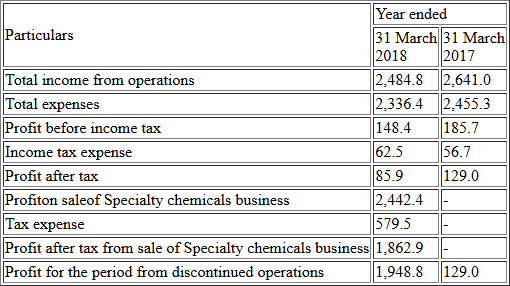 Particulars
Year ended
31 March 2018
31 March 2017
Total income from operations 2,484.8 2,641.0
Total expenses 2,336.4 2,455.3
Profit before income tax 148.4 185.7
Income tax expense 62.5 56.7
Profit after tax 85.9 129.0
Profiton saleof Specialty chemicals business 2,442.4 -
Tax expense 579.5 -
Profit after tax from sale of Specialty chemicals business 1,862.9 -
Profit for the period from discontinued operations 1,948.8 129.0